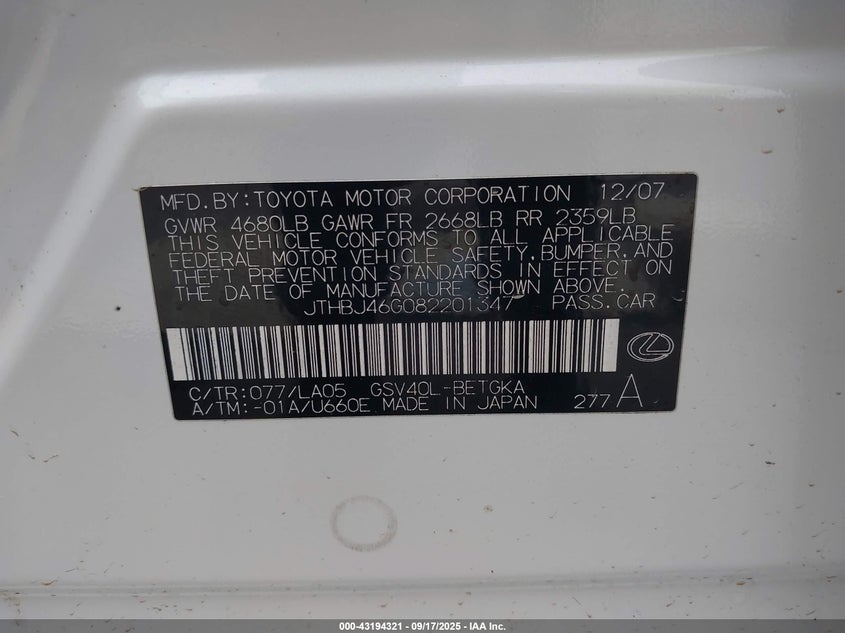 MFD.BY:TOYOTA MOTOR CORPORATION 12/07
GVWR 4680LB GAWR FR 2668LB RR 2359LB
THIS VEHICLE CONFORMS TO ALL APPLICABLE
FEDERAL MOTOR VEHICLE SAFETY,BUMPER,AND
THEFT PREVENTION STANDARDS IN EFFECT ON
THE DATE OF MANUFACTURE SHOWN ABOVE.
JTHBJ46G082201347 PASS.CAR
C/TR:077/LA05 GSV40L-BETGKA
A/TM:-01A/U660E MADE IN JAPAN 277 A
000-43194321 - 09/17/2025 - IAA Inc.